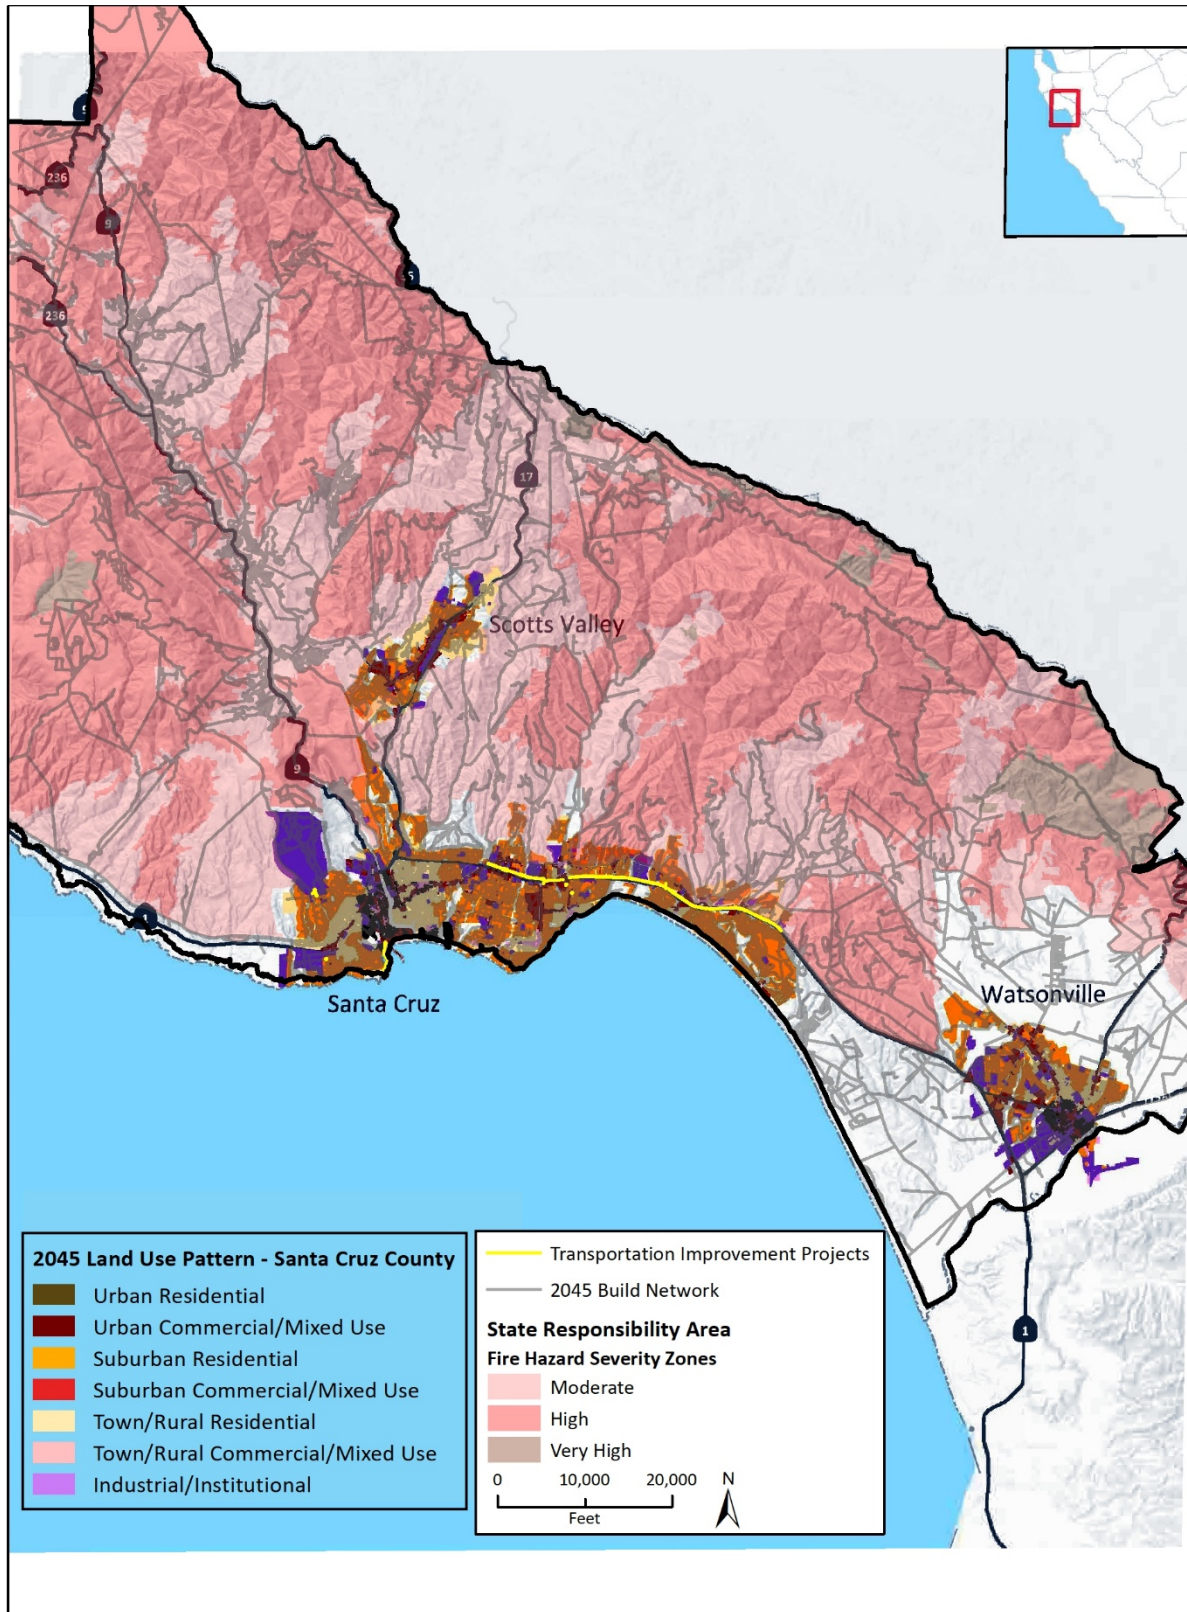 9
236
9
35
236
17
Scotts Valley
9
1
Watsonville
Santa Cruz
2045 Land Use Pattern - Santa Cruz County
Urban Residential
Urban Commercial/Mixed Use
Suburban Residential
Suburban Commercial/Mixed Use
Town/Rural Residential
Town/Rural Commercial/Mixed Use
Industrial/Institutional
Transportation Improvement Projects
2045 Build Network
State Responsibility Area
Fire Hazard Severity Zones
Moderate
High
Very High
0 10,000 20,000
Feet
N
1